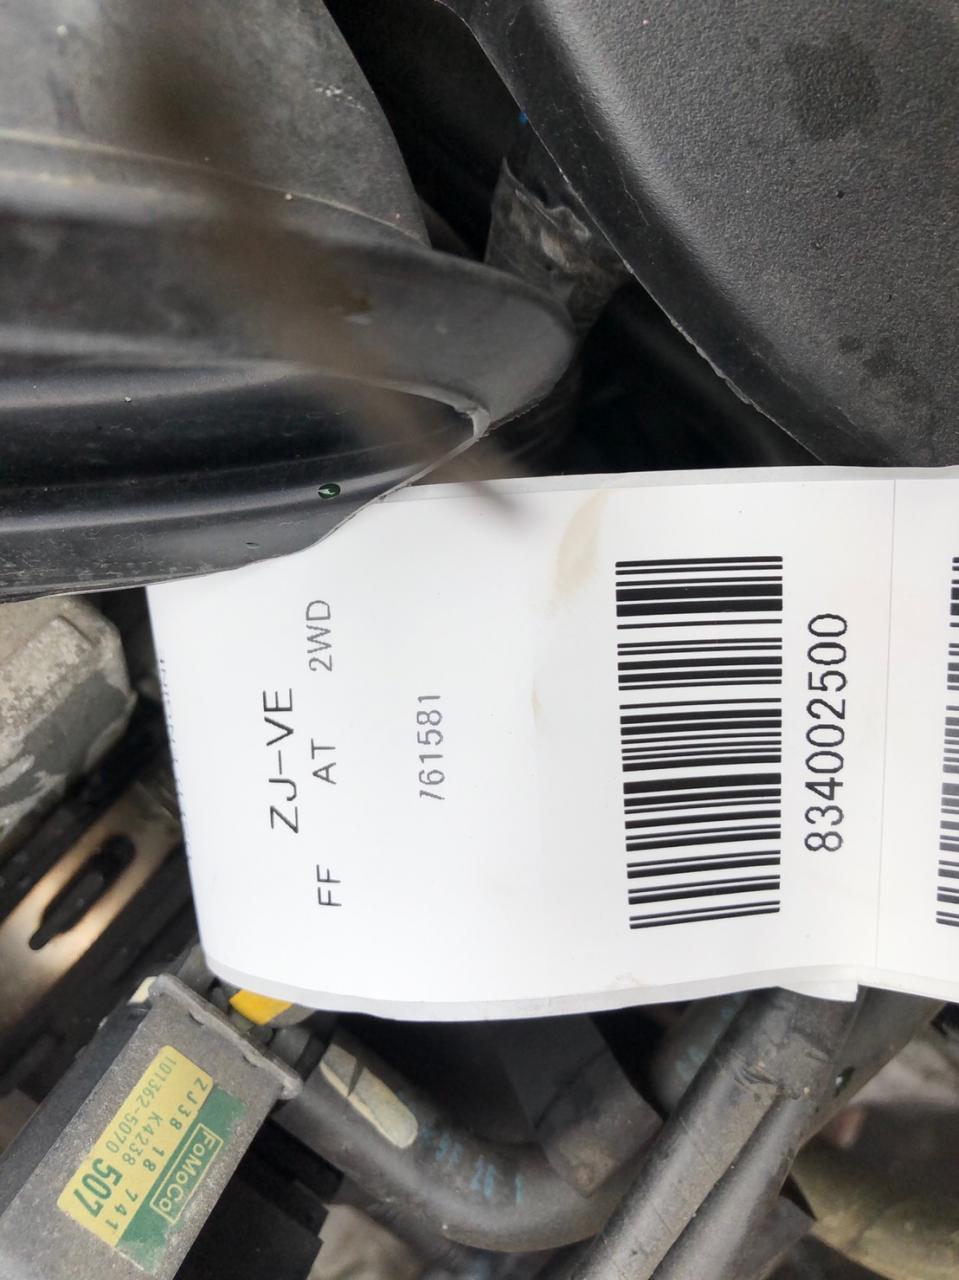 ZJ-VE
FF AT 2WD
761581
834002500
FoMoCo
ZJ38 18 741
K4238 507
101362-5070